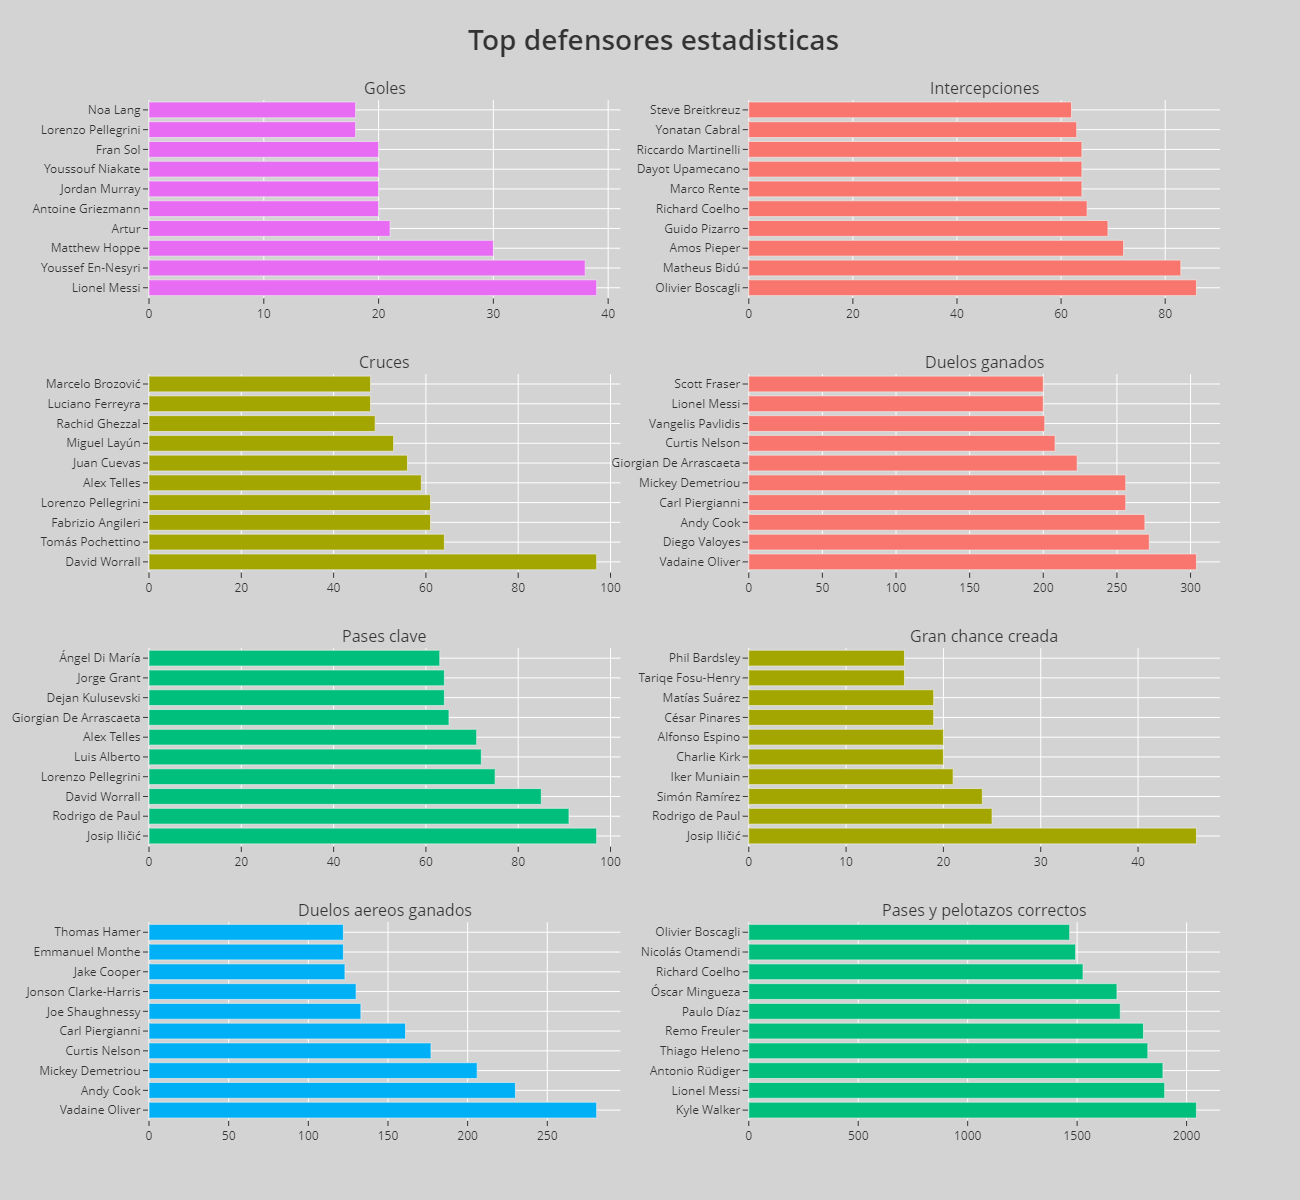 Top defensores estadisticas
Goles
Noa Lang
Lorenzo Pellegrini
Fran Sol
Youssouf Niakate
Jordan Murray
Antoine Griezmann
Artur
Matthew Hoppe
Youssef En-Nesyri
Lionel Messi
0 10 20 30 40
Intercepciones
Steve Breitkreuz
Yonatan Cabral
Riccardo Martinelli
Dayot Upamecano
Marco Rente
Richard Coelho
Guido Pizarro
Amos Pieper
Matheus Bidú
Olivier Boscagli
0 20 40 60 80
Cruces
Marcelo Brozović
Luciano Ferreyra
Rachid Ghezzal
Miguel Layún
Juan Cuevas
Alex Telles
Lorenzo Pellegrini
Fabrizio Angileri
Tomás Pochettino
David Worrall
0 20 40 60 80 100
Duelos ganados
Scott Fraser
Lionel Messi
Vangelis Pavlidis
Curtis Nelson
Giorgian De Arrascaeta
Mickey Demetriou
Carl Piergianni
Andy Cook
Diego Valoyes
Vadaine Oliver
0 50 100 150 200 250 300
Pases clave
Ángel Di María
Jorge Grant
Dejan Kulusevski
Giorgian De Arrascaeta
Alex Telles
Luis Alberto
Lorenzo Pellegrini
David Worrall
Rodrigo de Paul
Josip Iličić
0 20 40 60 80 100
Gran chance creada
Phil Bardsley
Tariqe Fosu-Henry
Matías Suárez
César Pinares
Alfonso Espino
Charlie Kirk
Iker Muniain
Simón Ramírez
Rodrigo de Paul
Josip Iličić
0 10 20 30 40
Duelos aereos ganados
Thomas Hamer
Emmanuel Monthe
Jake Cooper
Jonson Clarke-Harris
Joe Shaughnessy
Carl Piergianni
Curtis Nelson
Mickey Demetriou
Andy Cook
Vadaine Oliver
0 50 100 150 200 250
Pases y pelotazos correctos
Olivier Boscagli
Nicolás Otamendi
Richard Coelho
Óscar Mingueza
Paulo Díaz
Remo Freuler
Thiago Heleno
Antonio Rüdiger
Lionel Messi
Kyle Walker
0 500 1000 1500 2000